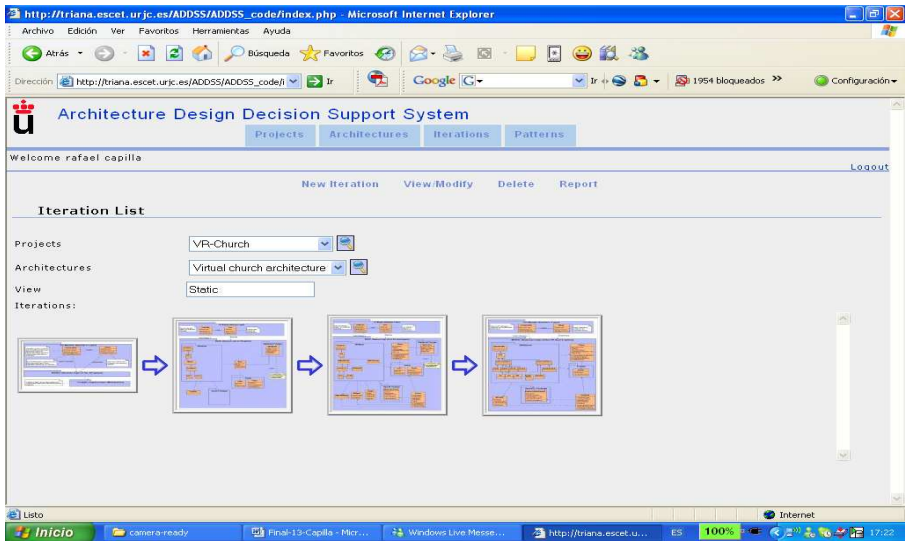 http://triana.escet.urjc.es/ADDSS/ADDSS_code/index.php - Microsoft Internet Explorer
Archivo Edición Ver Favoritos Herramientas Ayuda
Atrás Búsqueda Favoritos
Dirección http://triana.escet.urjc.es/ADDSS/ADDSS_code/i Ir Google G Ir 1954 bloqueados >> Configuración
ü Architecture Design Decision Support System
Projects Architectures Iterations Patterns
Welcome rafael capilla
Logout
New Iteration View/Modify Delete Report
Iteration List
Projects VR-Church
Architectures Virtual church architecture
View Static
Iterations:
Listo Internet
Inicio camera-ready Final-13-Capilla - Micr... Windows Live Messe... http://triana.escet.u... ES 100% 17:22